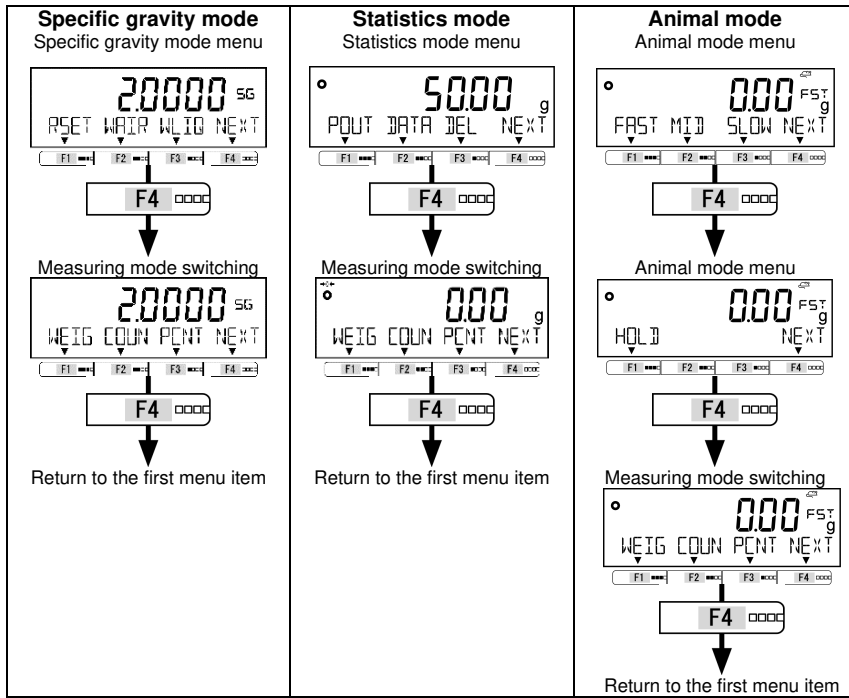 Specific gravity mode
Specific gravity mode menu
2.0000 SG
RSET WAIR WLIQ NEXT
F1 F2 F3 F4
F4
Measuring mode switching
2.0000 SG
WEIG COUN PCNT NEXT
F1 F2 F3 F4
F4
Return to the first menu item
Statistics mode
Statistics mode menu
50.00 g
POUT DATA DEL NEXT
F1 F2 F3 F4
F4
Measuring mode switching
0.00 g
WEIG COUN PCNT NEXT
F1 F2 F3 F4
F4
Return to the first menu item
Animal mode
Animal mode menu
0.00 FST g
FAST MID SLOW NEXT
F1 F2 F3 F4
F4
Animal mode menu
0.00 FST g
HOLD NEXT
F1 F2 F3 F4
F4
Measuring mode switching
0.00 FST g
WEIG COUN PCNT NEXT
F1 F2 F3 F4
F4
Return to the first menu item